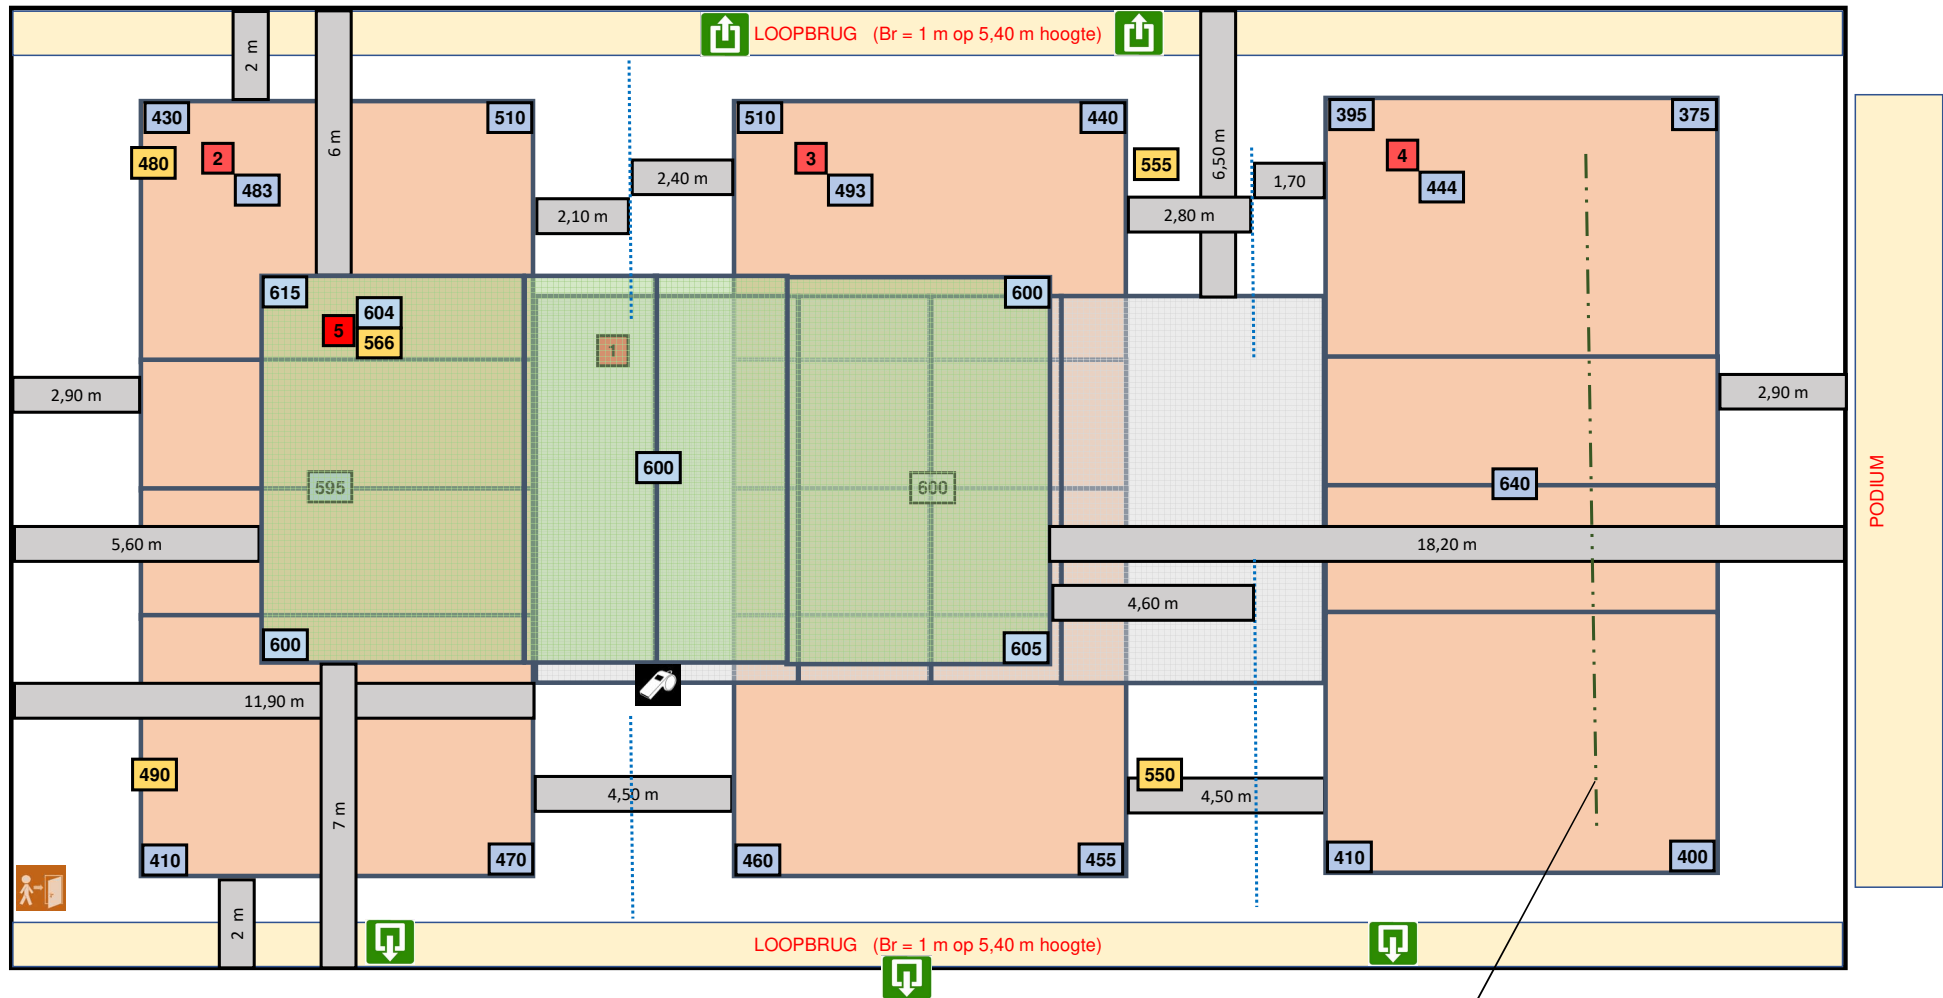 LOOPBRUG (Br = 1 m op 5,40 m hoogte)
2 m
6 m
6,50 m
430
510
510
440
395
375
480
2
483
2,40 m
3
493
555
1,70
4
444
2,10 m
2,80 m
615
604
5
566
600
1
2,90 m
2,90 m
595
600
600
640
PODIUM
5,60 m
18,20 m
4,60 m
600
605
11,90 m
490
7 m
4,50 m
550
4,50 m
410
470
460
455
410
400
2 m
LOOPBRUG (Br = 1 m op 5,40 m hoogte)